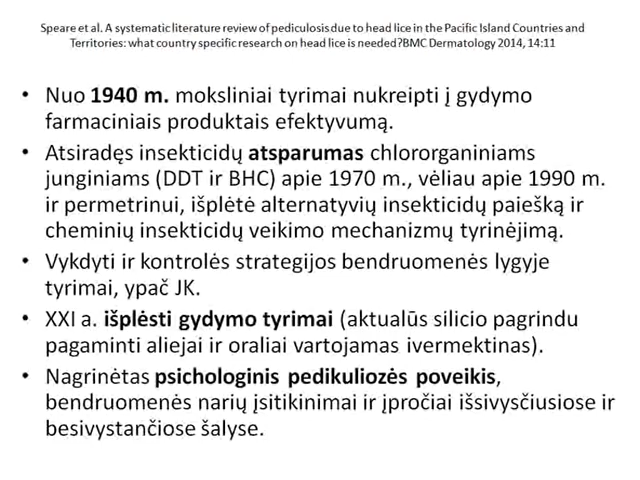 Speare et al. A systematic literature review of pediculosis due to head lice in the Pacific Island Countries and
Territories: what country specific research on head lice is needed?BMC Dermatology 2014, 14:11
• Nuo 1940 m. moksliniai tyrimai nukreipti į gydymo
farmaciniais produktais efektyvumą.
• Atsiradęs insekticidų atsparumas chlororganiniams
junginiams (DDT ir BHC) apie 1970 m., vėliau apie 1990 m.
ir permetrinui, išplėtė alternatyvių insekticidų paiešką ir
cheminių insekticidų veikimo mechanizmų tyrinėjimą.
• Vykdyti ir kontrolės strategijos bendruomenės lygyje
tyrimai, ypač JK.
• XXI a. išplėsti gydymo tyrimai (aktualūs silicio pagrindu
pagaminti aliejai ir oraliai vartojamas ivermektinas).
• Nagrinėtas psichologinis pedikuliozės poveikis,
bendruomenės narių įsitikinimai ir įpročiai išsivysčiusiose ir
besivystančiose šalyse.